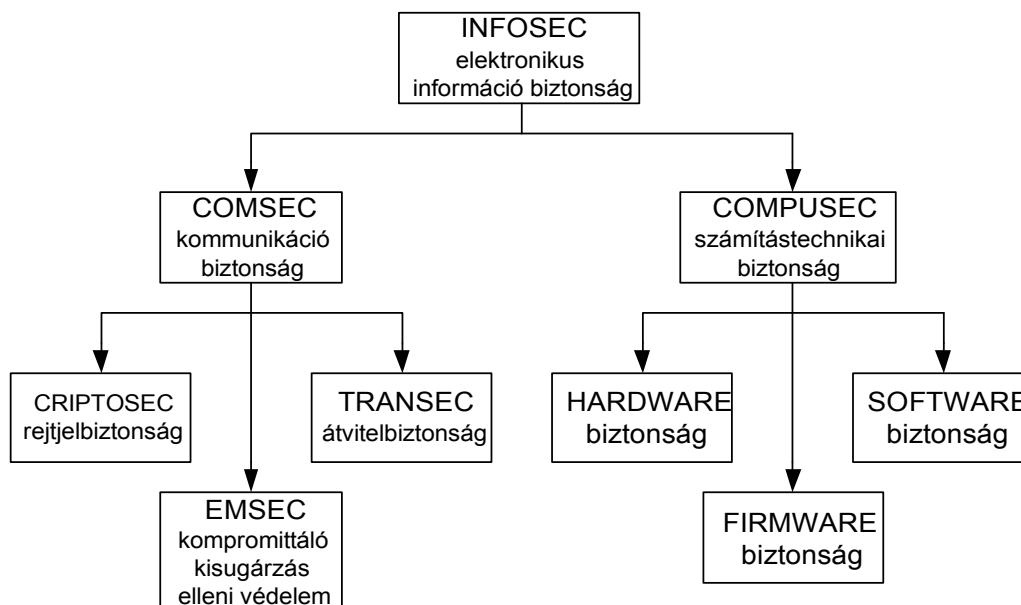 INFOSEC
elektronikus
információ biztonság
COMSEC
kommunikáció
biztonság
COMPUSEC
számítástechnikai
biztonság
CRIPTOSEC
rejtjelbiztonság
TRANSEC
átvitelbiztonság
HARDWARE
biztonság
SOFTWARE
biztonság
EMSEC
kompromittáló
kisugárzás
elleni védelem
FIRMWARE
biztonság